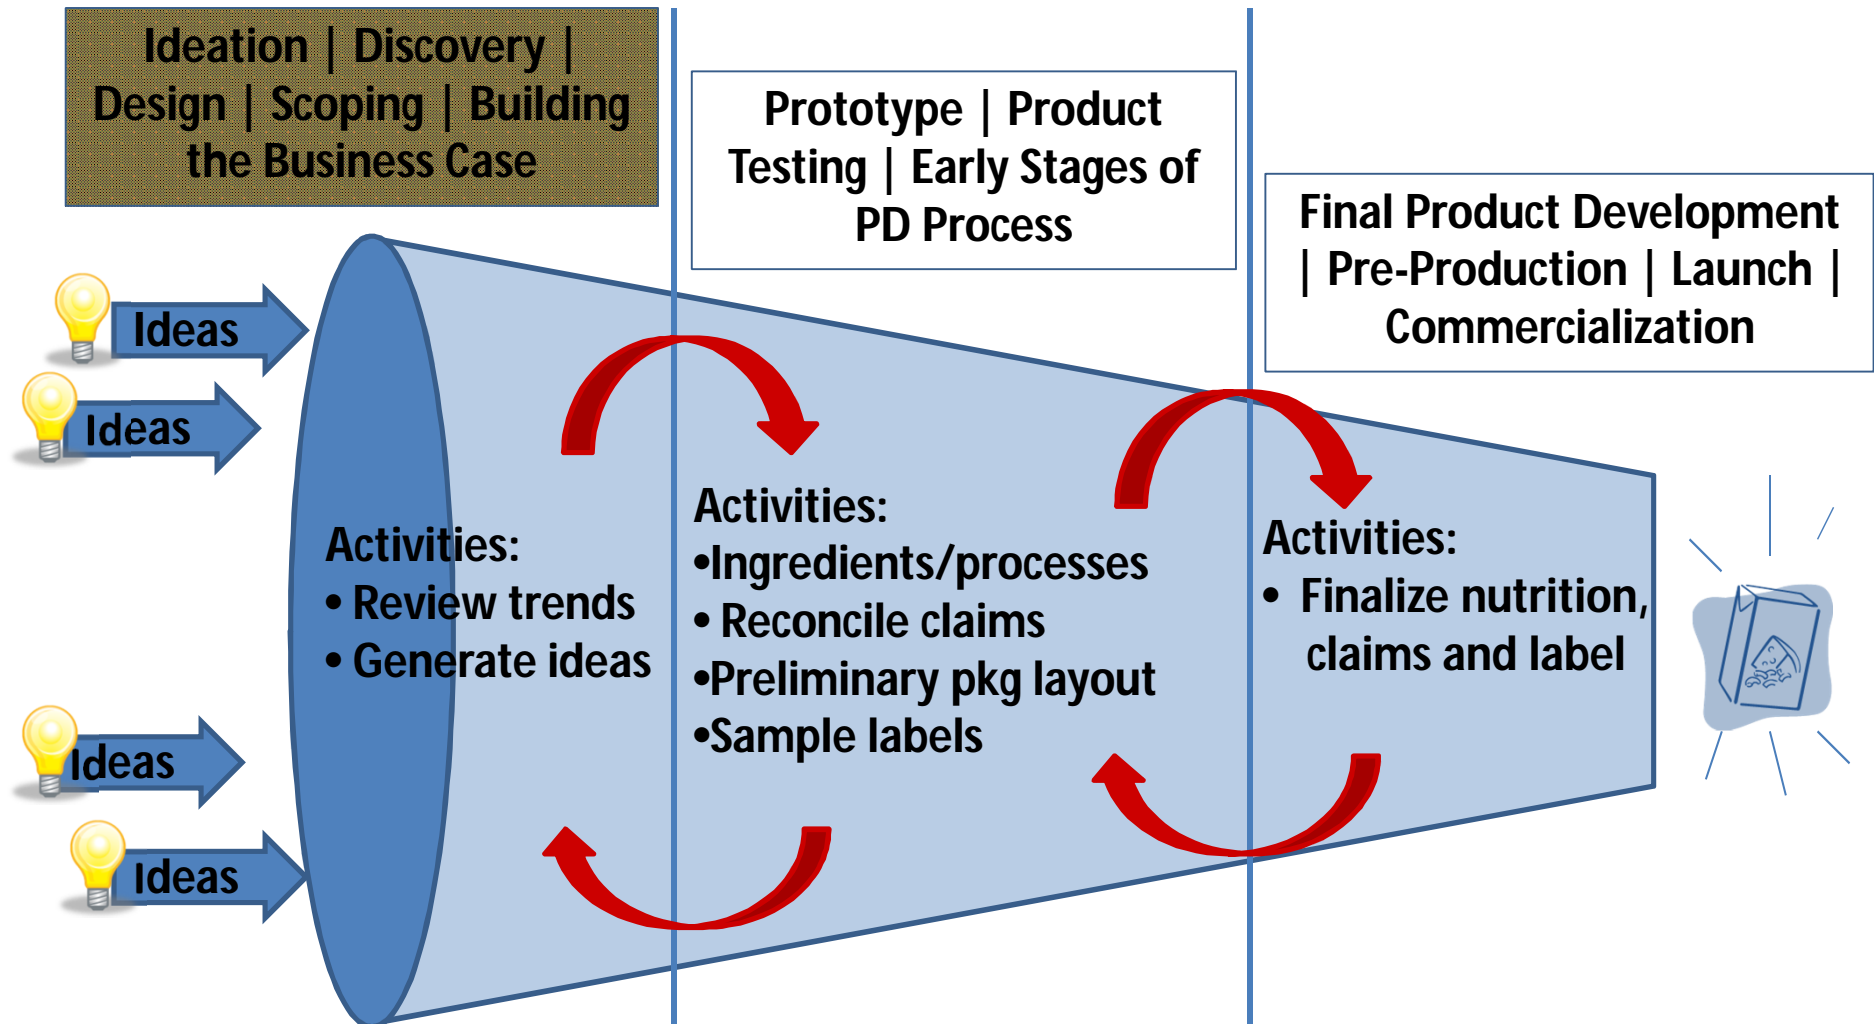 Ideation | Discovery |
Design | Scoping | Building
the Business Case
Prototype | Product
Testing | Early Stages of
PD Process
Final Product Development
| Pre-Production | Launch |
Commercialization
Ideas
Ideas
Ideas
Ideas
Activities:
• Review trends
• Generate ideas
Activities:
•Ingredients/processes
• Reconcile claims
•Preliminary pkg layout
•Sample labels
Activities:
• Finalize nutrition,
claims and label